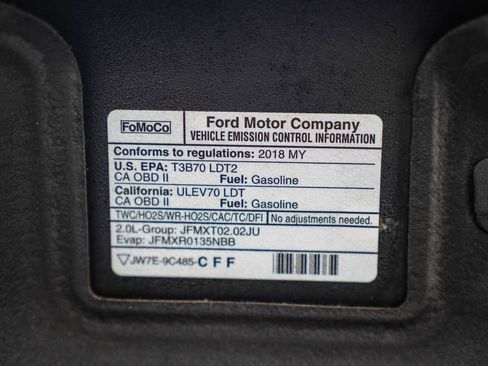 FoMoCo
Ford Motor Company
VEHICLE EMISSION CONTROL INFORMATION
Conforms to regulations: 2018 MY
U.S. EPA: T3B70 LDT2
CA OBD II Fuel: Gasoline
California: ULEV70 LDT
CA OBD II Fuel: Gasoline
TWC/HO2S/WR-HO2S/CAC/TC/DFI No adjustments needed.
2.0L-Group: JFMXT02.02JU
Evap: JFMXR0135NBB
JW7E-9C485-CFF